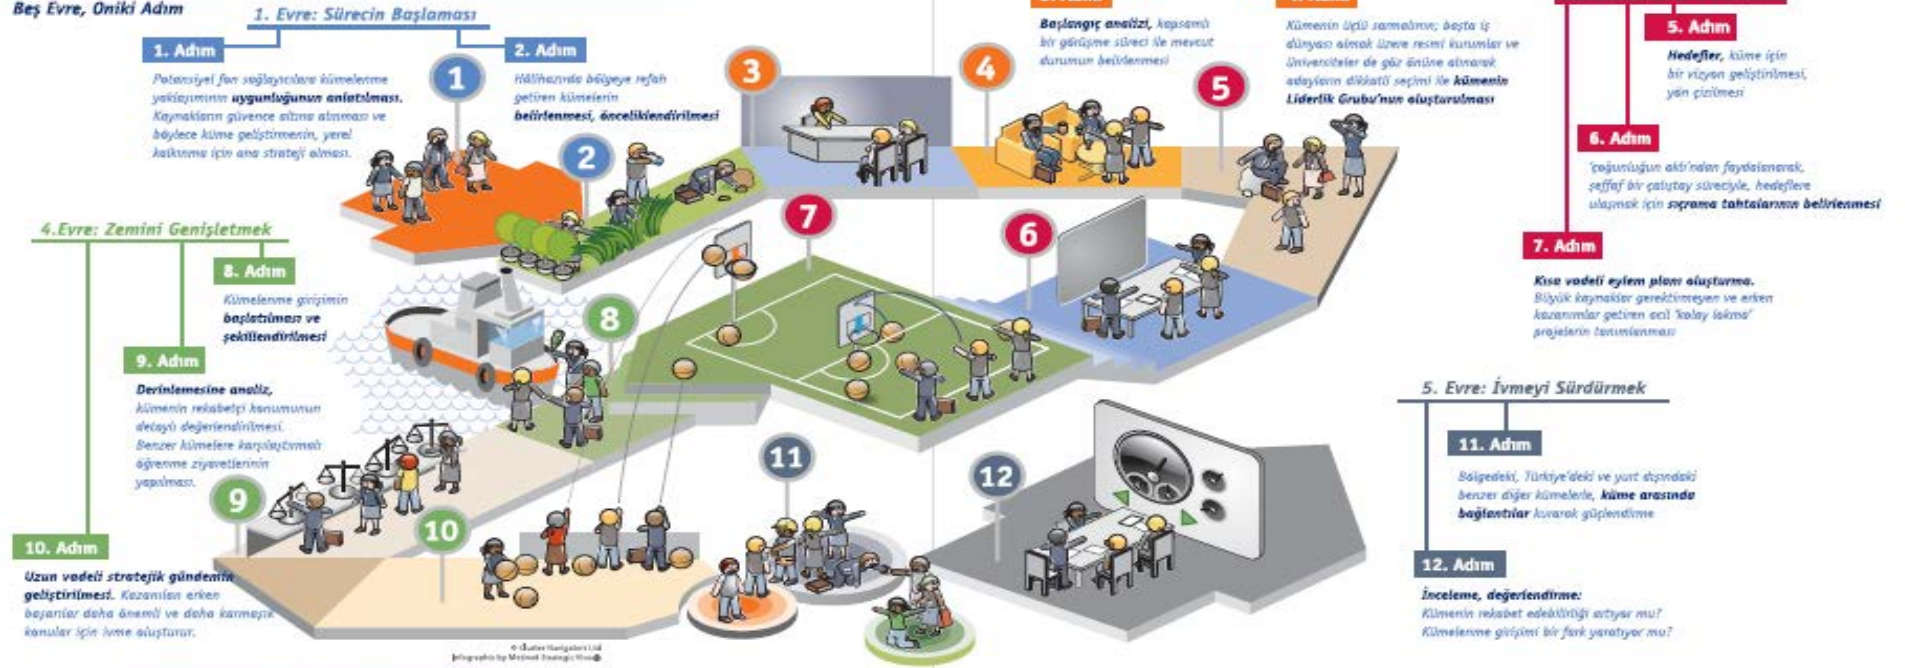 Beş Evre, Oniki Adım
1. Evre: Sürecin Başlaması
1. Adım
Potansiyel fon sağlayıcılara kümelenme
yaklaşımının uygunluğunun anlatılması.
Kaynakların güvence altına alınması ve
böylece küme geliştirmenin, yerel
kalkınma için ana strateji olması.
2. Adım
Hâlihazırda bölgeye refah
getiren kümelerin
belirlenmesi, önceliklendirilmesi
Başlangıç analizi, kapsamlı
bir görüşme süreci ile mevcut
durumun belirlenmesi
Kümenin üçlü sarmalının; başta iş
dünyası olmak üzere resmi kurumlar ve
üniversiteler de göz önüne alınarak
adayların dikkatli seçimi ile kümenin
Liderlik Grubu'nun oluşturulması
5. Adım
Hedefler, küme için
bir vizyon geliştirilmesi,
yön çizilmesi
6. Adım
'çoğunluğun aklı'ndan faydalanarak,
şeffaf bir çalıştay süreciyle, hedeflere
ulaşmak için sıçrama tahtalarının belirlenmesi
7. Adım
Kısa vadeli eylem planı oluşturma.
Büyük kaynaklar gerektirmeyen ve erken
kazanımlar getiren acil 'kolay lokma'
projelerin tanımlanması
4.Evre: Zemini Genişletmek
8. Adım
Kümelenme girişimin
başlatılması ve
şekillendirilmesi
9. Adım
Derinlemesine analiz,
kümenin rekabetçi konumunun
detaylı değerlendirilmesi.
Benzer kümelere karşılaştırmalı
öğrenme ziyaretlerinin
yapılması.
10. Adım
Uzun vadeli stratejik gündemin
geliştirilmesi. Kazanılan erken
başarılar daha önemli ve daha karmaşık
konular için ivme oluşturur.
5. Evre: İvmeyi Sürdürmek
11. Adım
Bölgedeki, Türkiye'deki ve yurt dışındaki
benzer diğer kümelerle, küme arasında
bağlantılar kurarak güçlendirme
12. Adım
İnceleme, değerlendirme:
Kümenin rekabet edebilirliği artıyor mu?
Kümelenme girişimi bir fark yaratıyor mu?
1
2
3
4
5
6
7
8
9
10
11
12
© Cluster Navigators Ltd
Infographic by Metinot Strategic